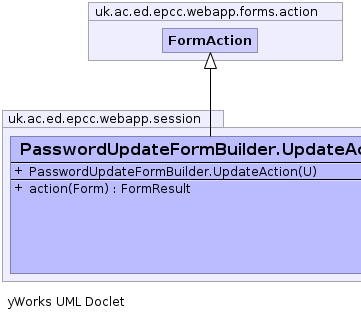 uk.ac.ed.epcc.webapp.forms.action
FormAction
uk.ac.ed.epcc.webapp.session
PasswordUpdateFormBuilder.UpdateAc
+ PasswordUpdateFormBuilder.UpdateAction(U)
+ action(Form) : FormResult
yWorks UML Doclet